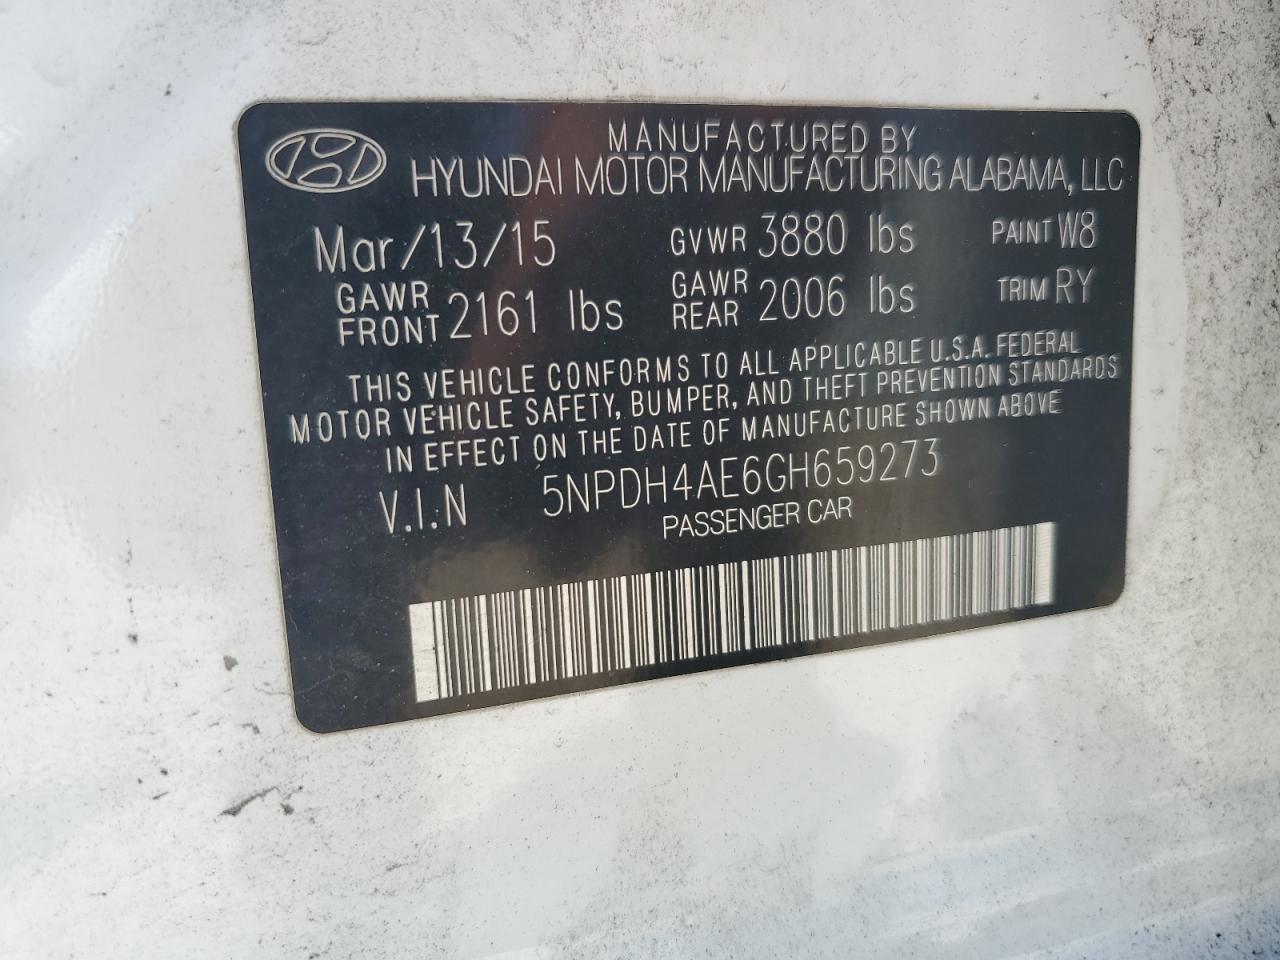 MANUFACTURED BY
HYUNDAI MOTOR MANUFACTURING ALABAMA, LLC
Mar/13/15 GVWR 3880 lbs PAINT W8
GAWR FRONT 2161 lbs GAWR REAR 2006 lbs TRIM RY
THIS VEHICLE CONFORMS TO ALL APPLICABLE U.S.A. FEDERAL
MOTOR VEHICLE SAFETY, BUMPER, AND THEFT PREVENTION STANDARDS
IN EFFECT ON THE DATE OF MANUFACTURE SHOWN ABOVE
V.I.N 5NPDH4AE6GH659273
PASSENGER CAR